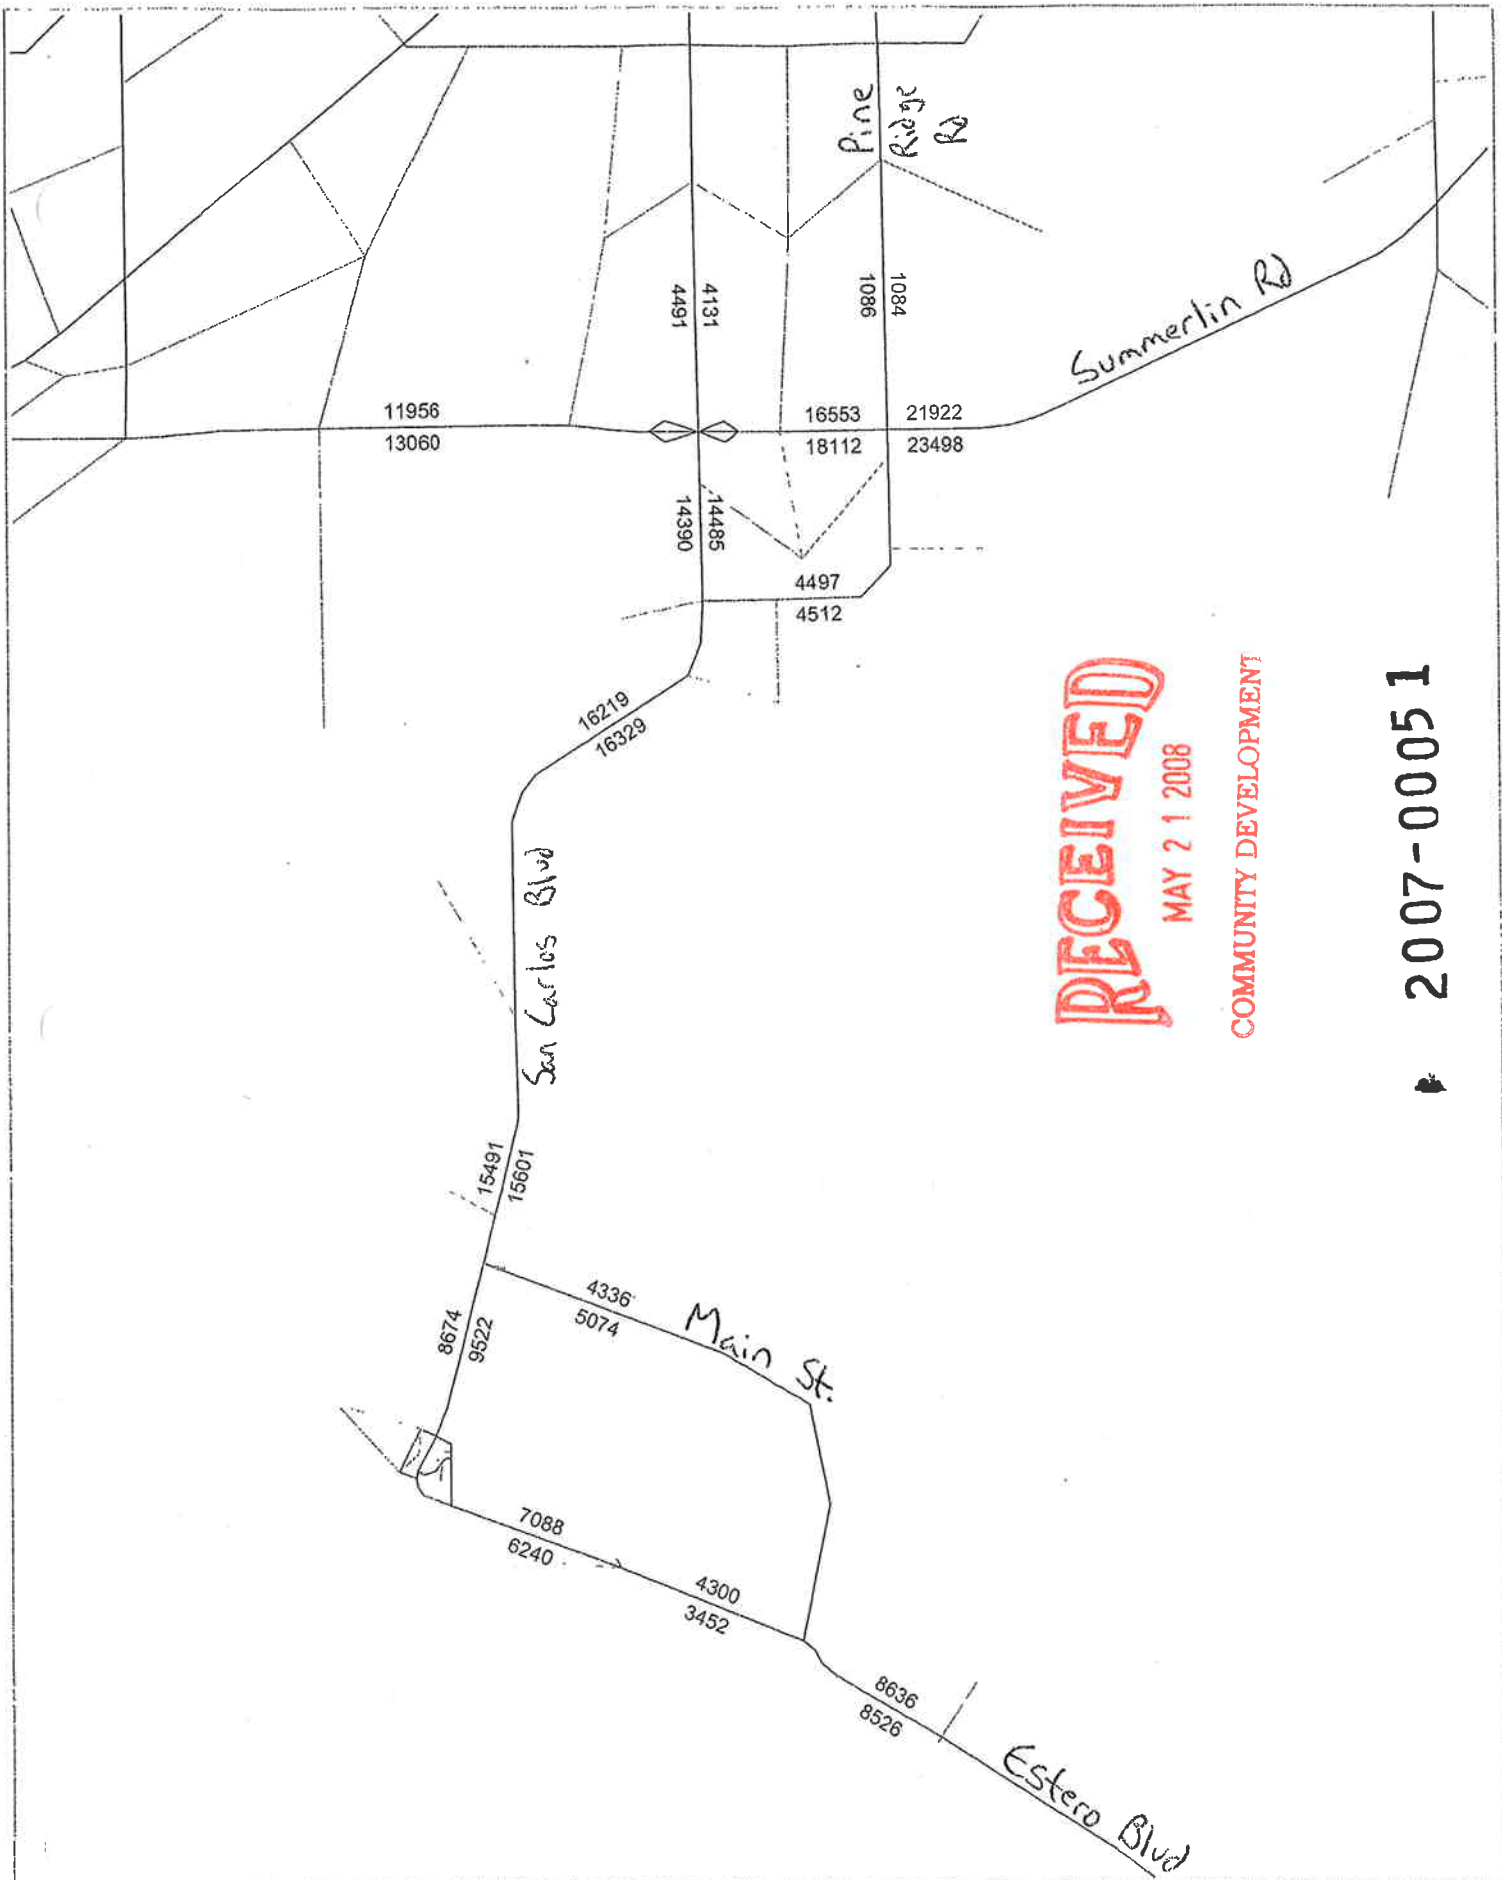 Pine
Ridge
Rd
4131
4491
1084
1086
Summerlin Rd
11956
13060
16553
18112
21922
23498
14485
14390
4497
4512
16219
16329
San Carlos Blvd
RECEIVED
MAY 21 2008
COMMUNITY DEVELOPMENT
2007-00051
15491
15601
4336
5074
Main St.
8674
9522
7088
6240
4300
3452
8636
8526
Estero Blvd